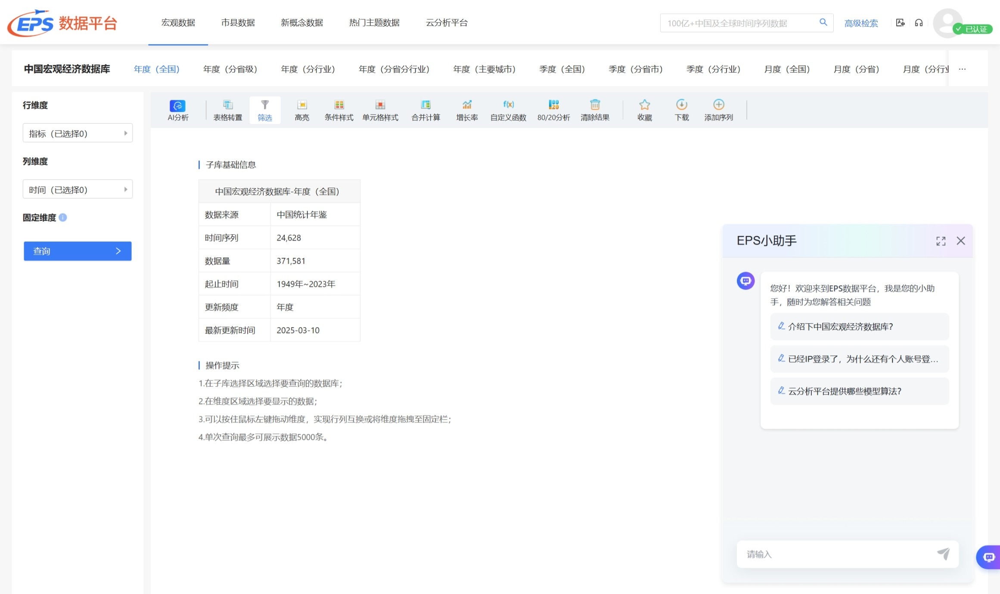 EPS 数据平台
宏观数据
市县数据
新概念数据
热门主题数据
云分析平台
100亿+中国及全球时间序列数据
高级检索
已认证
中国宏观经济数据库
年度（全国）
年度（分省级）
年度（分行业）
年度（分省分行业）
年度（主要城市）
季度（全国）
季度（分省市）
季度（分行业）
月度（全国）
月度（分省）
月度（分行业
...
行维度
指标（已选择0）
列维度
时间（已选择0）
固定维度
查询
AI分析
表格转置
筛选
高亮
条件样式
单元格样式
合并计算
增长率
f(x)
自定义函数
80 20
80/20分析
清除结果
收藏
下载
添加序列
子库基础信息
中国宏观经济数据库-年度（全国）
数据来源 中国统计年鉴
时间序列 24,628
数据量 371,581
起止时间 1949年~2023年
更新频度 年度
最新更新时间 2025-03-10
操作提示
1.在子库选择区域选择要查询的数据库；
2.在维度区域选择要显示的数据；
3.可以按住鼠标左键拖动维度，实现行列互换或将维度拖拽至固定栏；
4.单次查询最多可展示数据5000条。
EPS小助手
您好！欢迎来到EPS数据平台，我是您的小助
手，随时为您解答相关问题
介绍下中国宏观经济数据库？
已经IP登录了，为什么还有个人账号登...
云分析平台提供哪些模型算法？
请输入